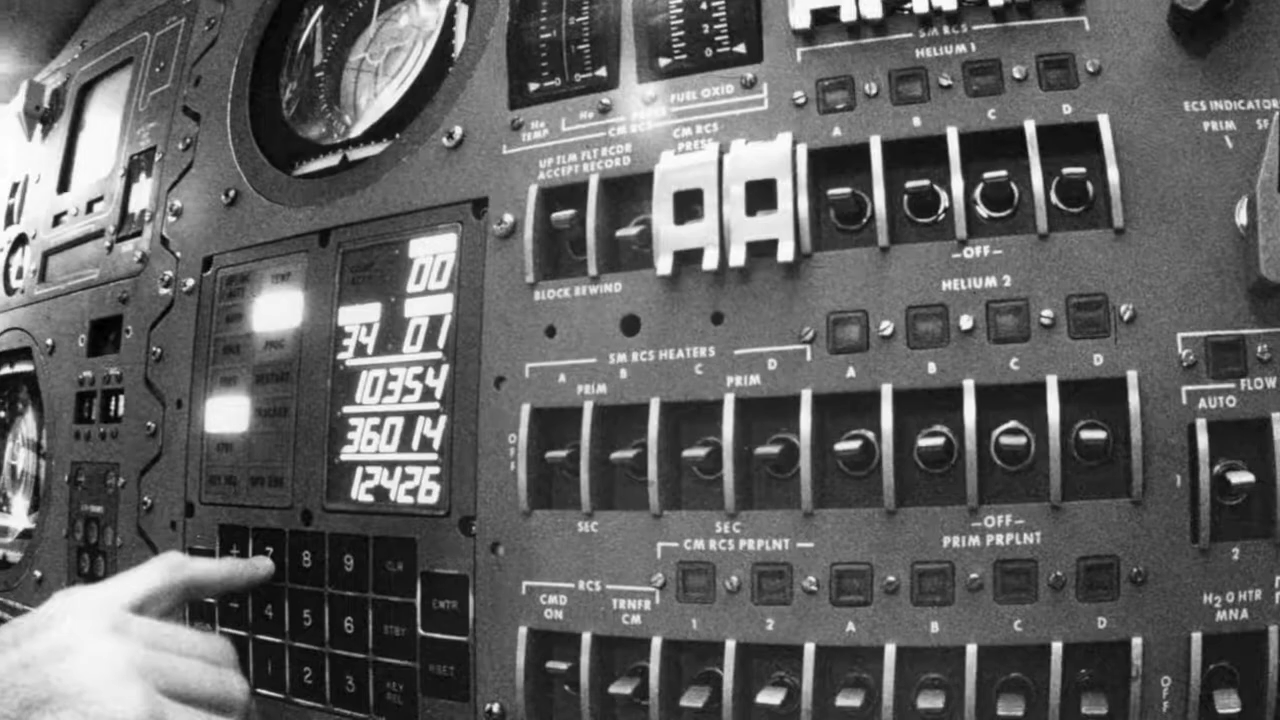 SM RCS
HELIUM 1
A B C D
FUEL OXID
He He PRESS
TEMP
CM RCS
CM RCS
PRESS
UP TLM FLT RCDR
ACCEPT RECORD
BLOCK REWIND
-OFF-
HELIUM 2
A B C D
ECS INDICATOR
PRIM
SM RCS HEATERS
A B C D
PRIM PRIM
OFF
SEC SEC
-OFF-
PRIM PRPLNT
CM RCS PRPLNT
1 2 A B C D
RCS
CMD
ON
TRNFR
CM
OFF
FLOW
AUTO
1
2
H2O HTR
MNA
TEMP
PROG
RESTART
TRACKER
00
34 01
10354
36014
12426
+ 7 8 9 CLR
- 4 5 6 STBY
1 2 3 KEY
REL
ENTR
RSET